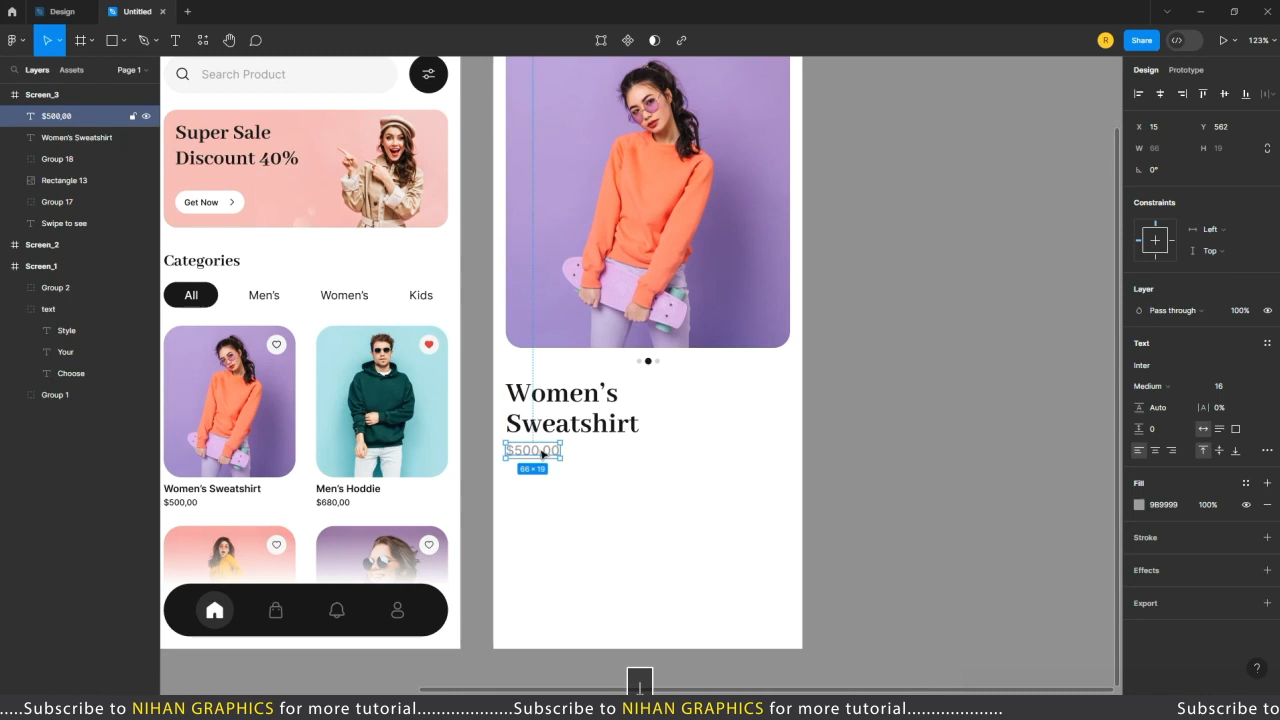 Design
Untitled
Share
R
123%
Layers
Assets
Page 1
Screen_3
$500,00
Women's Sweatshirt
Group 18
Rectangle 13
Group 17
Swipe to see
Screen_2
Screen_1
Group 2
text
Style
Your
Choose
Group 1
Search Product
Super Sale
Discount 40%
Get Now
Categories
All
Men's
Women's
Kids
Women's Sweatshirt
$500,00
Men's Hoddie
$680,00
Women's
Sweatshirt
$500,00
66 × 19
Design
Prototype
X 15
Y 562
W 66
H 19
0°
Constraints
Left
Top
Layer
Pass through
100%
Text
Inter
Medium
16
Auto
|A| 0%
0
Fill
9B9999
100%
Stroke
Effects
Export
?
.....Subscribe to NIHAN GRAPHICS for more tutorial.......................Subscribe to NIHAN GRAPHICS for more tutorial....................
Subscribe to